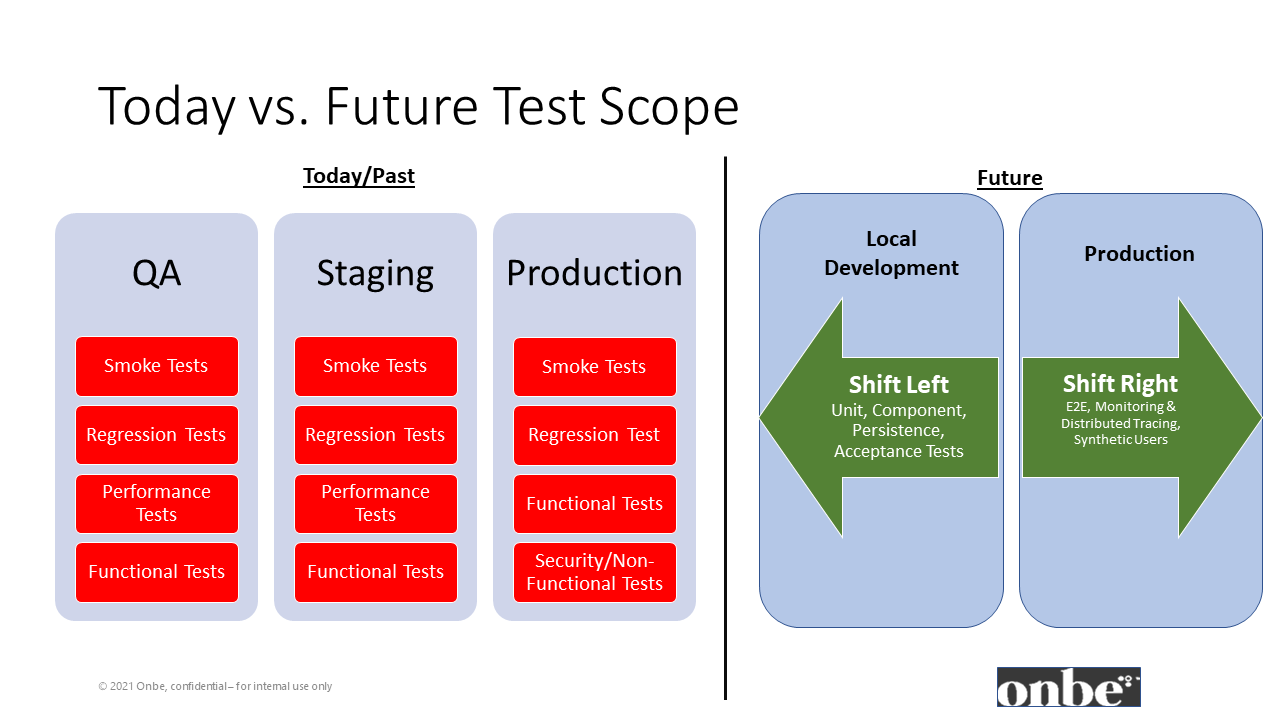 Today vs. Future Test Scope
Today/Past
QA
Smoke Tests
Regression Tests
Performance
Tests
Functional Tests
Staging
Smoke Tests
Regression Tests
Performance
Tests
Functional Tests
Production
Smoke Tests
Regression Test
Functional Tests
Security/Non-
Functional Tests
Future
Local
Development
Shift Left
Unit, Component,
Persistence,
Acceptance Tests
Production
Shift Right
E2E, Monitoring &
Distributed Tracing,
Synthetic Users
© 2021 Onbe, confidential – for internal use only
onbe